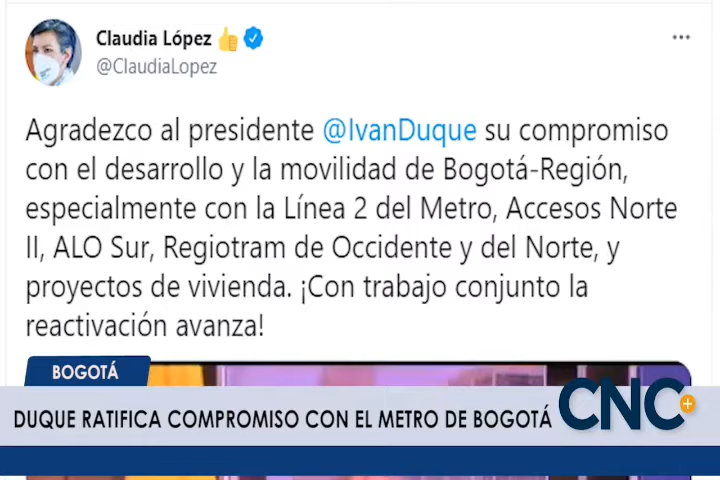 Claudia López 👍
@ClaudiaLopez
Agradezco al presidente @IvanDuque su compromiso
con el desarrollo y la movilidad de Bogotá-Región,
especialmente con la Línea 2 del Metro, Accesos Norte
II, ALO Sur, Regiotram de Occidente y del Norte, y
proyectos de vivienda. ¡Con trabajo conjunto la
reactivación avanza!
BOGOTÁ
DUQUE RATIFICA COMPROMISO CON EL METRO DE BOGOTÁ
CNC+